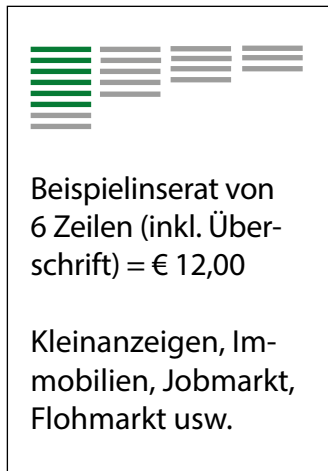 Beispielinserat von
6 Zeilen (inkl. Über-
schrift) = € 12,00
Kleinanzeigen, Im-
mobilien, Jobmarkt,
Flohmarkt usw.